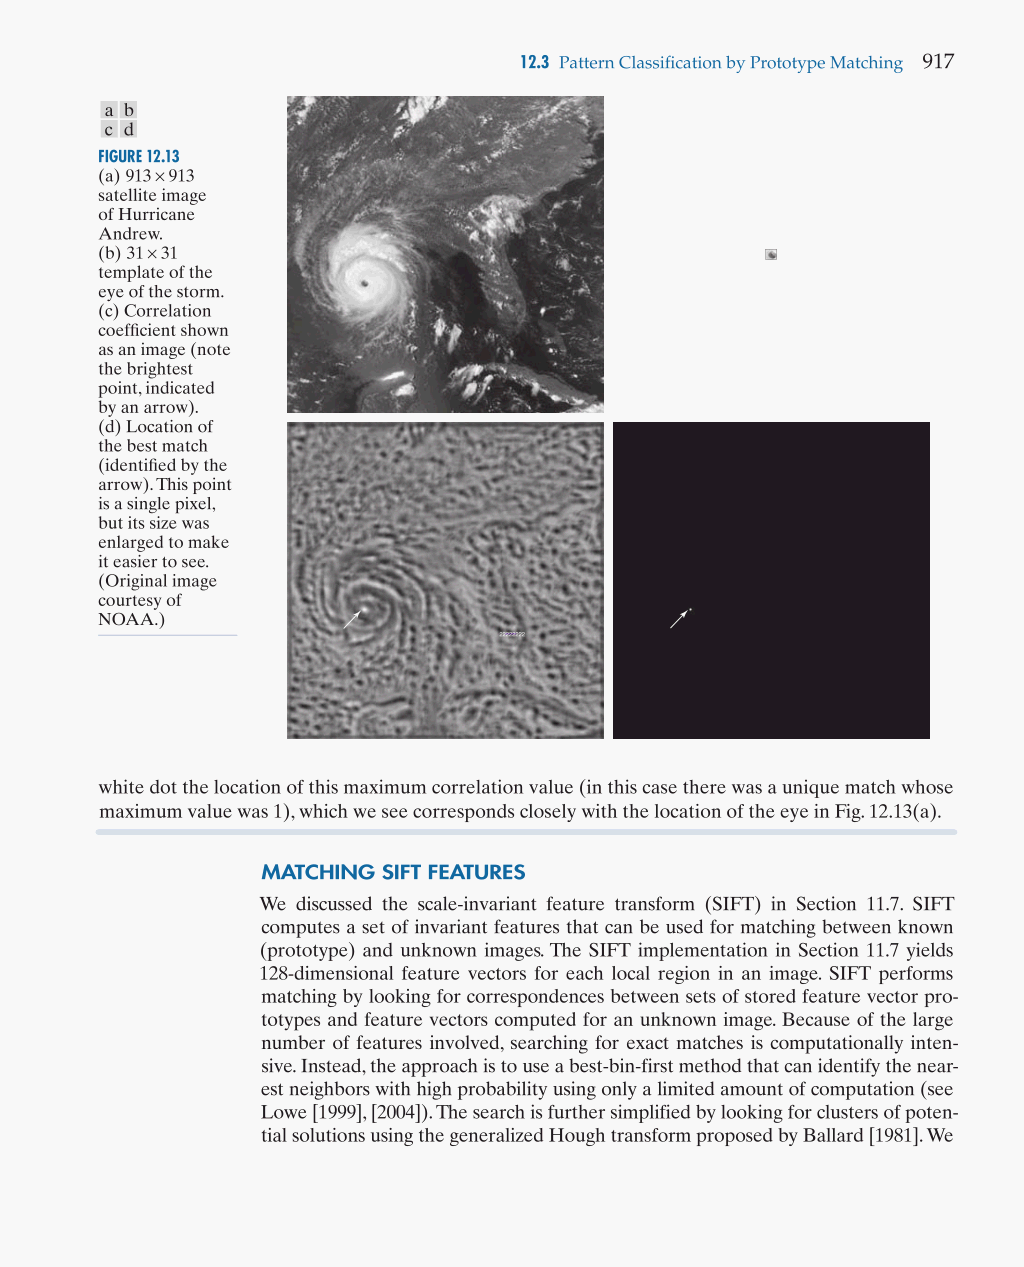 12.3 Pattern Classification by Prototype Matching 917
a b
c d
FIGURE 12.13
(a) 913 × 913
satellite image
of Hurricane
Andrew.
(b) 31 × 31
template of the
eye of the storm.
(c) Correlation
coefficient shown
as an image (note
the brightest
point, indicated
by an arrow).
(d) Location of
the best match
(identified by the
arrow). This point
is a single pixel,
but its size was
enlarged to make
it easier to see.
(Original image
courtesy of
NOAA.)
22222222
white dot the location of this maximum correlation value (in this case there was a unique match whose
maximum value was 1), which we see corresponds closely with the location of the eye in Fig. 12.13(a).
MATCHING SIFT FEATURES
We discussed the scale-invariant feature transform (SIFT) in Section 11.7. SIFT
computes a set of invariant features that can be used for matching between known
(prototype) and unknown images. The SIFT implementation in Section 11.7 yields
128-dimensional feature vectors for each local region in an image. SIFT performs
matching by looking for correspondences between sets of stored feature vector pro-
totypes and feature vectors computed for an unknown image. Because of the large
number of features involved, searching for exact matches is computationally inten-
sive. Instead, the approach is to use a best-bin-first method that can identify the near-
est neighbors with high probability using only a limited amount of computation (see
Lowe [1999], [2004]). The search is further simplified by looking for clusters of poten-
tial solutions using the generalized Hough transform proposed by Ballard [1981]. We